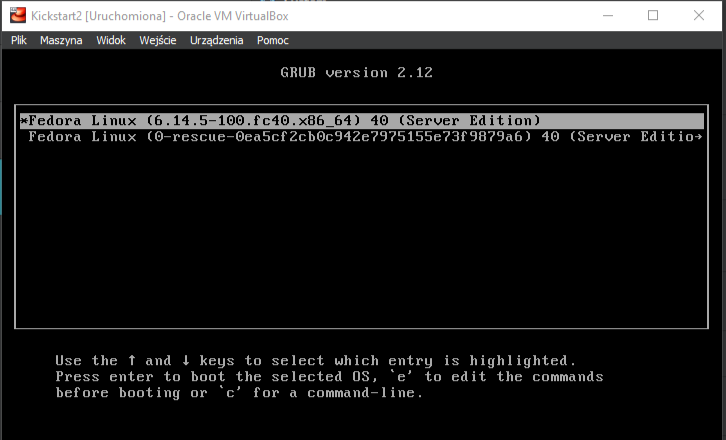 Kickstart2 [Uruchomiona] - Oracle VM VirtualBox
Plik Maszyna Widok Wejście Urządzenia Pomoc
GRUB version 2.12
*Fedora Linux (6.14.5-100.fc40.x86_64) 40 (Server Edition)
Fedora Linux (0-rescue-0ea5cf2cb0c942e7975155e73f9879a6) 40 (Server Editio→
Use the ↑ and ↓ keys to select which entry is highlighted.
Press enter to boot the selected OS, `e' to edit the commands
before booting or `c' for a command-line.